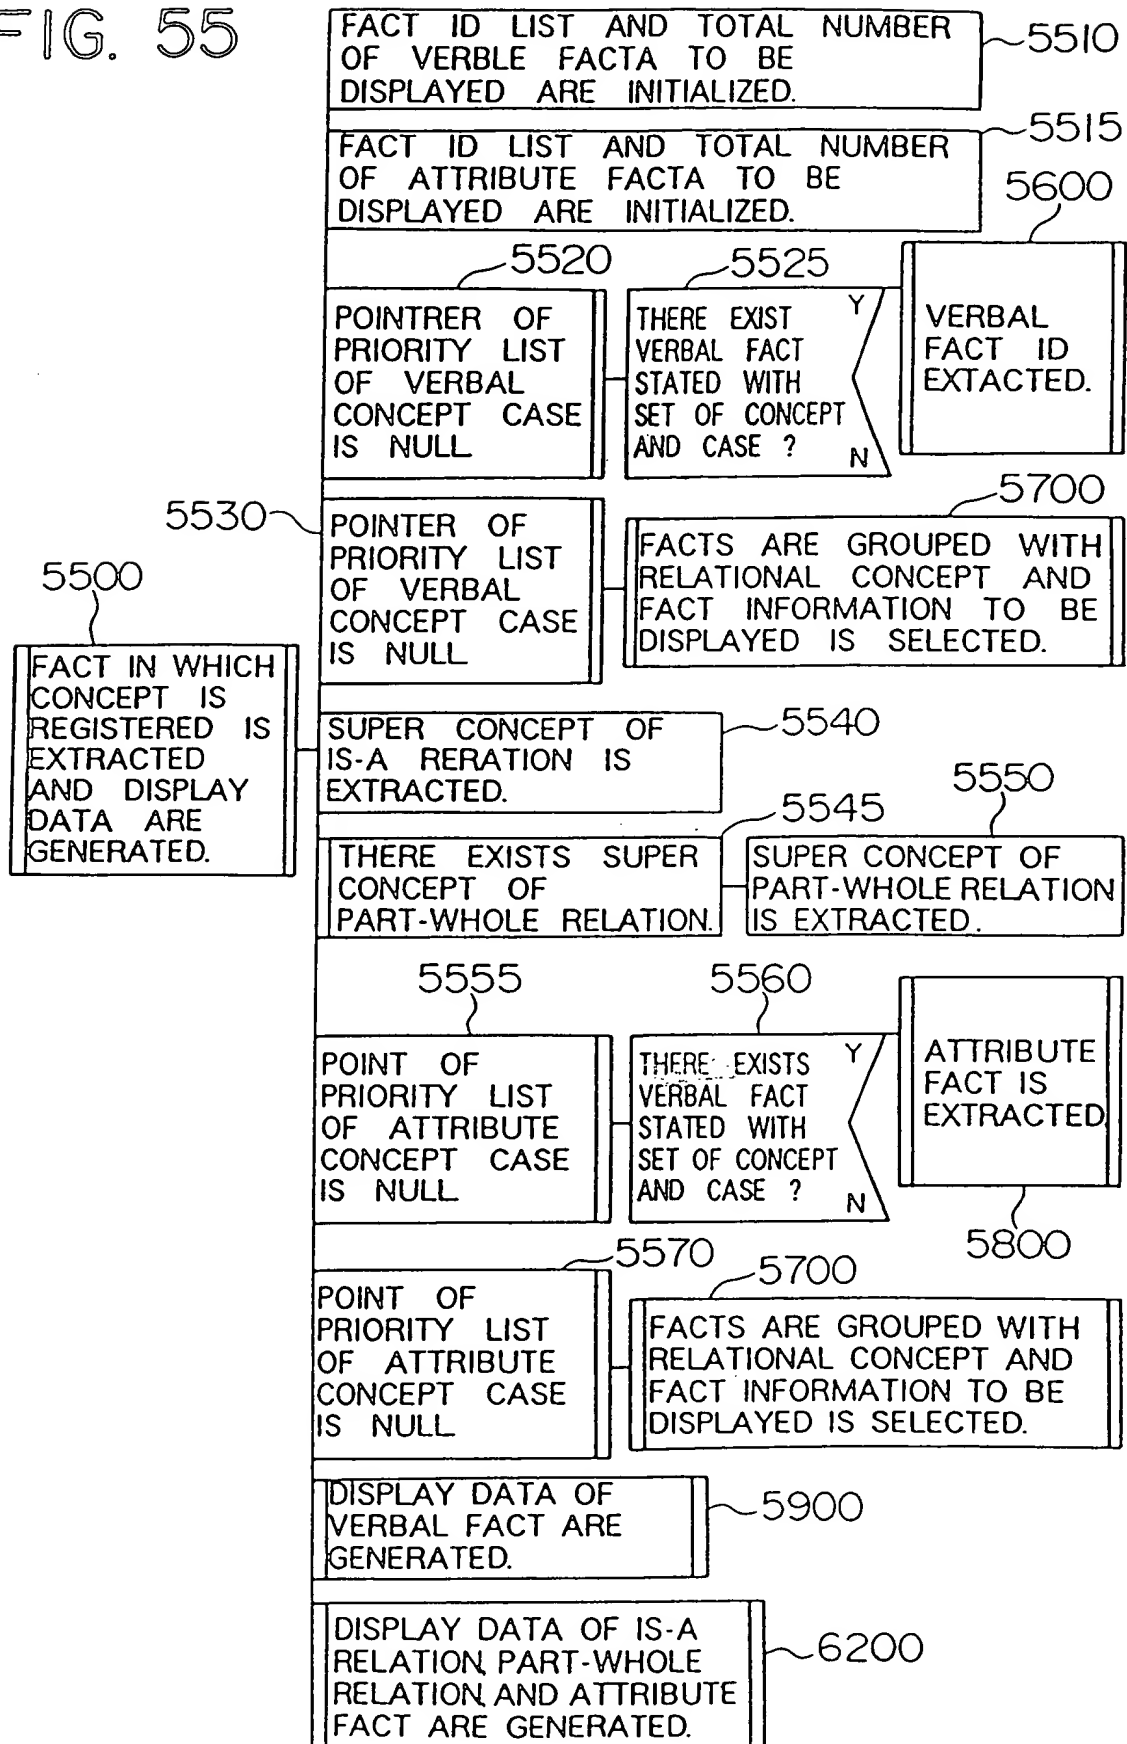 FIG. 55
FACT ID LIST AND TOTAL NUMBER
OF VERBLE FACTA TO BE
DISPLAYED ARE INITIALIZED.
5510
FACT ID LIST AND TOTAL NUMBER
OF ATTRIBUTE FACTA TO BE
DISPLAYED ARE INITIALIZED.
5515
5520
POINTRER OF
PRIORITY LIST
OF VERBAL
CONCEPT CASE
IS NULL
5525
THERE EXIST
VERBAL FACT
STATED WITH
SET OF CONCEPT
AND CASE ?
Y
N
5600
VERBAL
FACT ID
EXTACTED.
5530
POINTER OF
PRIORITY LIST
OF VERBAL
CONCEPT CASE
IS NULL
5700
FACTS ARE GROUPED WITH
RELATIONAL CONCEPT AND
FACT INFORMATION TO BE
DISPLAYED IS SELECTED.
5500
FACT IN WHICH
CONCEPT IS
REGISTERED IS
EXTRACTED
AND DISPLAY
DATA ARE
GENERATED.
SUPER CONCEPT OF
IS-A RERATION IS
EXTRACTED.
5540
5545
THERE EXISTS SUPER
CONCEPT OF
PART-WHOLE RELATION.
5550
SUPER CONCEPT OF
PART-WHOLE RELATION
IS EXTRACTED.
5555
POINT OF
PRIORITY LIST
OF ATTRIBUTE
CONCEPT CASE
IS NULL
5560
THERE EXISTS
VERBAL FACT
STATED WITH
SET OF CONCEPT
AND CASE ?
Y
N
ATTRIBUTE
FACT IS
EXTRACTED.
5800
5570
POINT OF
PRIORITY LIST
OF ATTRIBUTE
CONCEPT CASE
IS NULL
5700
FACTS ARE GROUPED WITH
RELATIONAL CONCEPT AND
FACT INFORMATION TO BE
DISPLAYED IS SELECTED.
DISPLAY DATA OF
VERBAL FACT ARE
GENERATED.
5900
DISPLAY DATA OF IS-A
RELATION, PART-WHOLE
RELATION, AND ATTRIBUTE
FACT ARE GENERATED.
6200